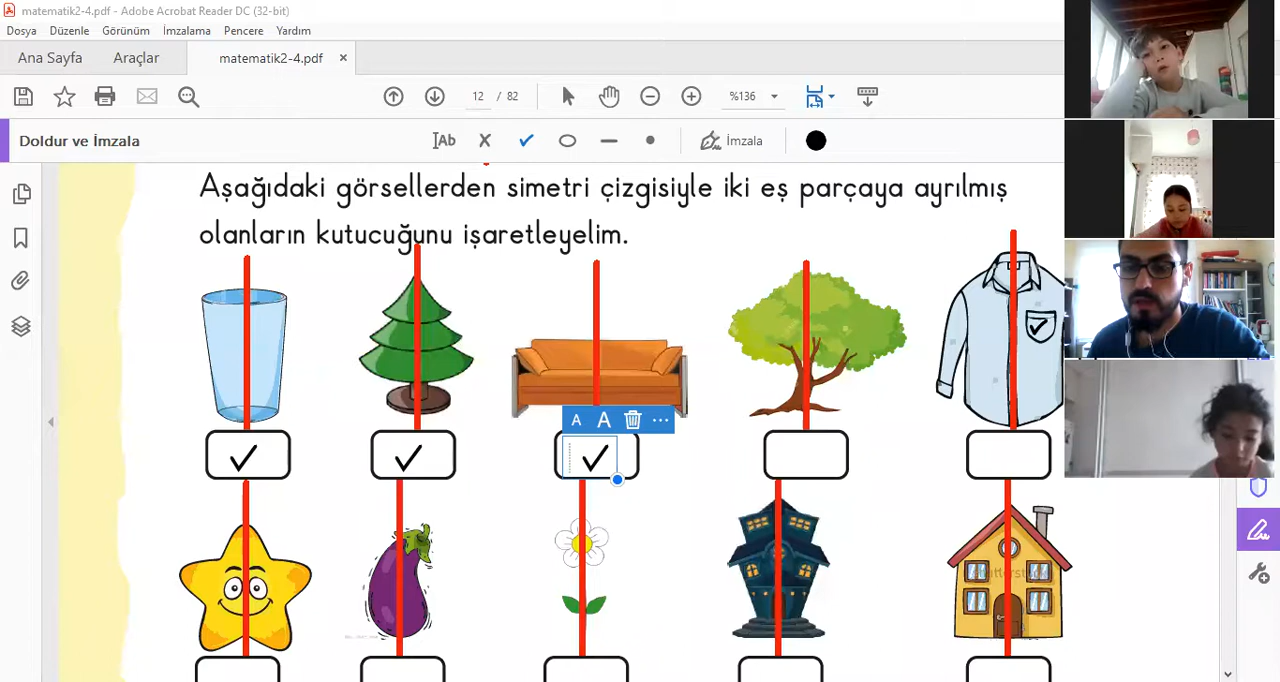 matematik2-4.pdf - Adobe Acrobat Reader DC (32-bit)
Dosya Düzenle Görünüm İmzalama Pencere Yardım
Ana Sayfa Araçlar matematik2-4.pdf ×
12 / 82 %136
Doldur ve İmzala
Ab İmzala
Aşağıdaki görsellerden simetri çizgisiyle iki eş parçaya ayrılmış
olanların kutucuğunu işaretleyelim.
A A